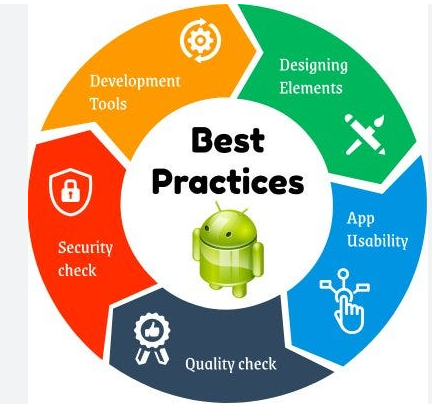 Best
Practices
Development
Tools
Designing
Elements
App
Usability
Quality check
Security
check